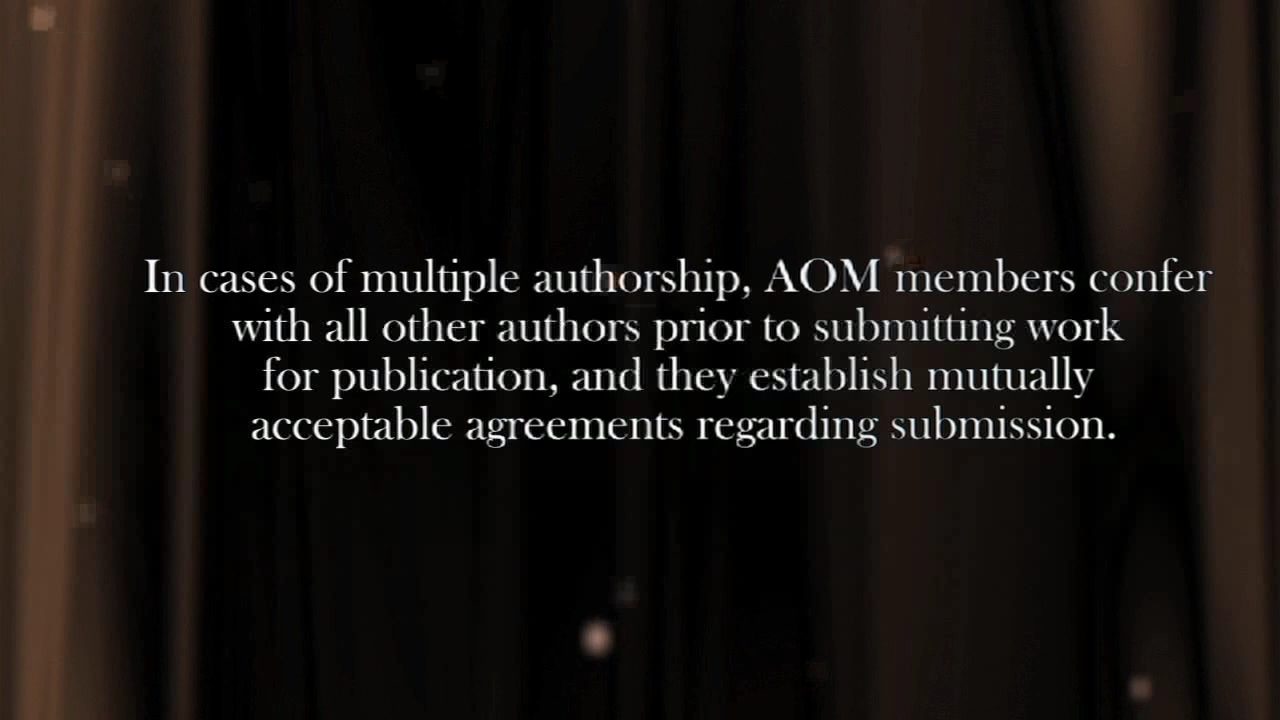 In cases of multiple authorship, AOM members confer
with all other authors prior to submitting work
for publication, and they establish mutually
acceptable agreements regarding submission.